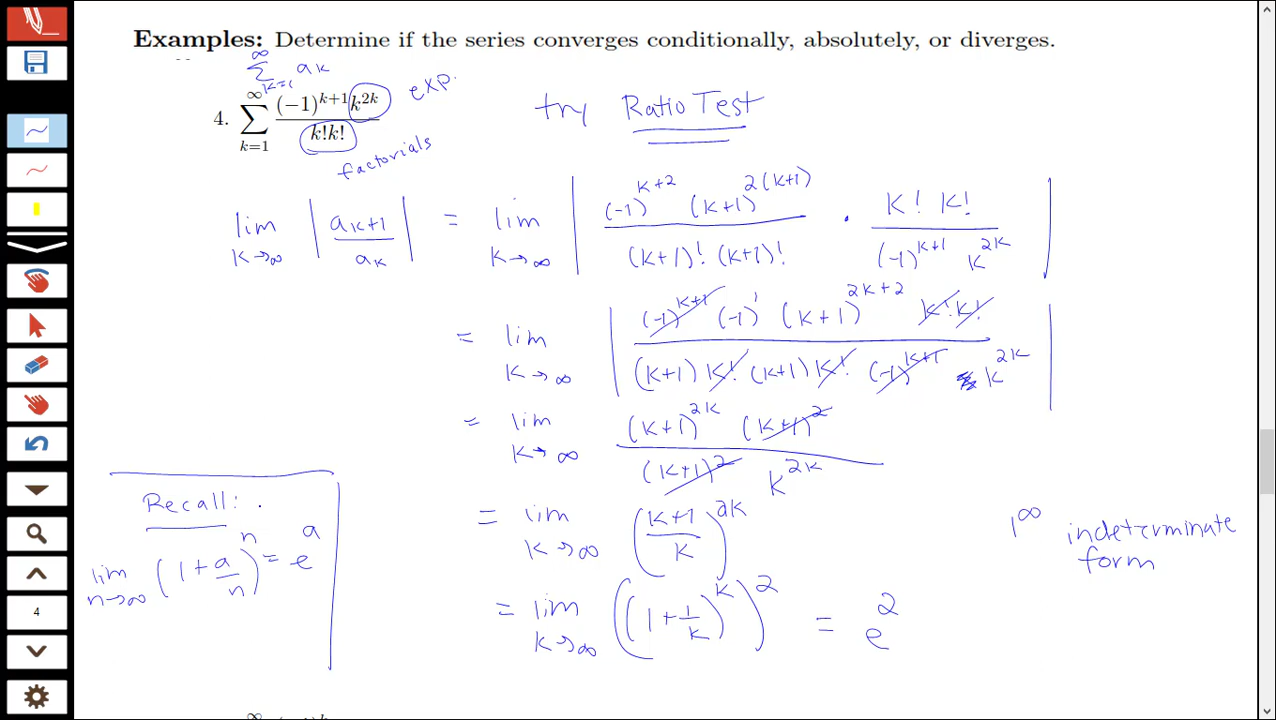 Examples: Determine if the series converges conditionally, absolutely, or diverges.
∞
∑ aₖ
k=1
4. ∑_{k=1}^{∞} (−1)^{k+1} k^{2k} / k!k!
exp.
factorials
try Ratio Test
lim_{k→∞} | a_{k+1} / a_k | = lim_{k→∞} | (-1)^{k+2} (k+1)^{2(k+1)} / (k+1)! (k+1)! · k! k! / (-1)^{k+1} k^{2k} |
= lim_{k→∞} | (-1)^{k+1} (-1)^1 (k+1)^{2k+2} k! k! / (k+1) k! (k+1) k! (-1)^{k+1} k^{2k} |
= lim_{k→∞} (k+1)^{2k} (k+1)^2 / (k+1)^2 k^{2k}
= lim_{k→∞} ( (k+1) / k )^{2k}
1^∞ indeterminate
form
= lim_{k→∞} ( (1 + 1/k)^k )^2 = e^2
Recall:
lim_{n→∞} (1 + a/n)^n = e^a
4